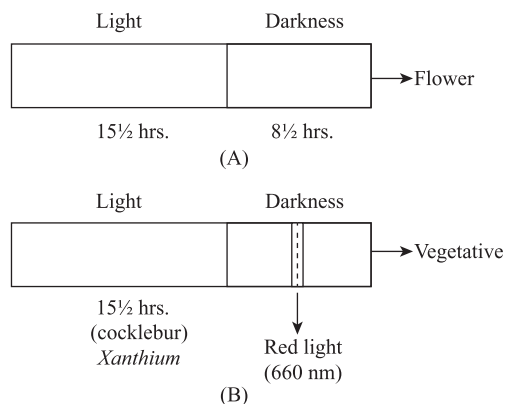 Light Darkness
Flower
15½ hrs. 8½ hrs.
(A)
Light Darkness
Vegetative
15½ hrs.
(cocklebur)
Xanthium
Red light
(660 nm)
(B)